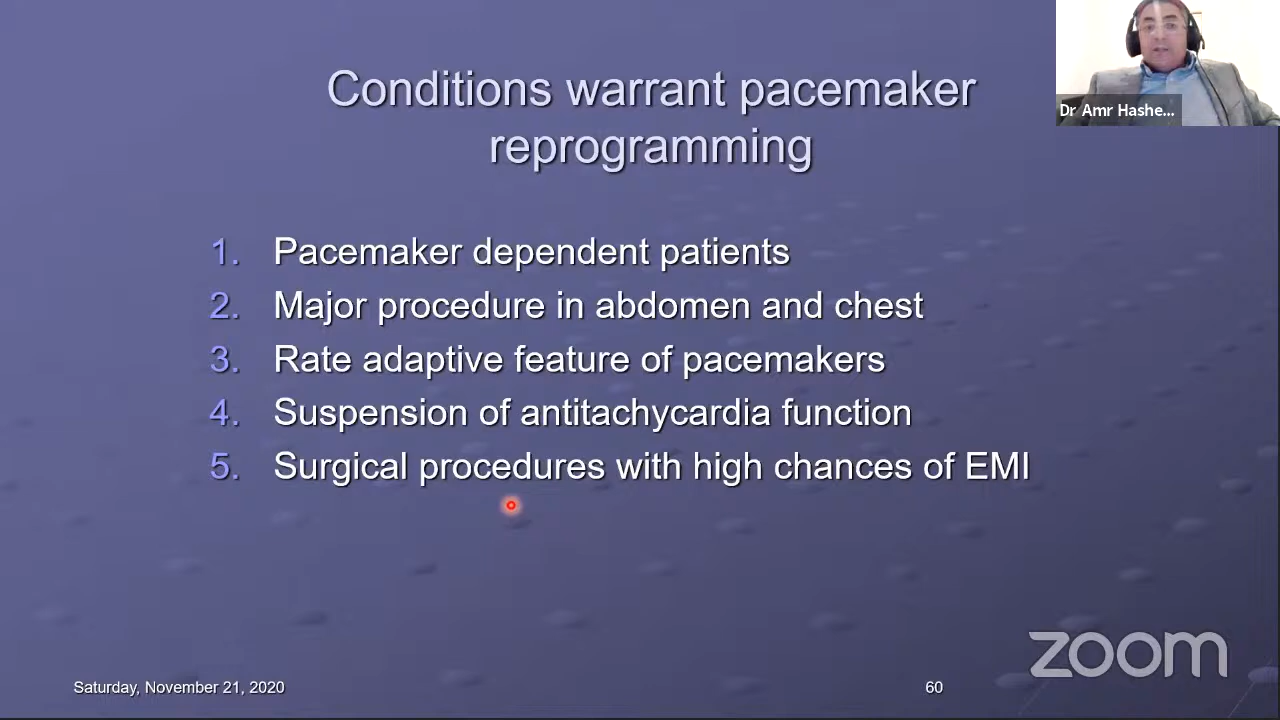 Conditions warrant pacemaker
reprogramming
Dr Amr Hashe...
1. Pacemaker dependent patients
2. Major procedure in abdomen and chest
3. Rate adaptive feature of pacemakers
4. Suspension of antitachycardia function
5. Surgical procedures with high chances of EMI
zoom
Saturday, November 21, 2020
60